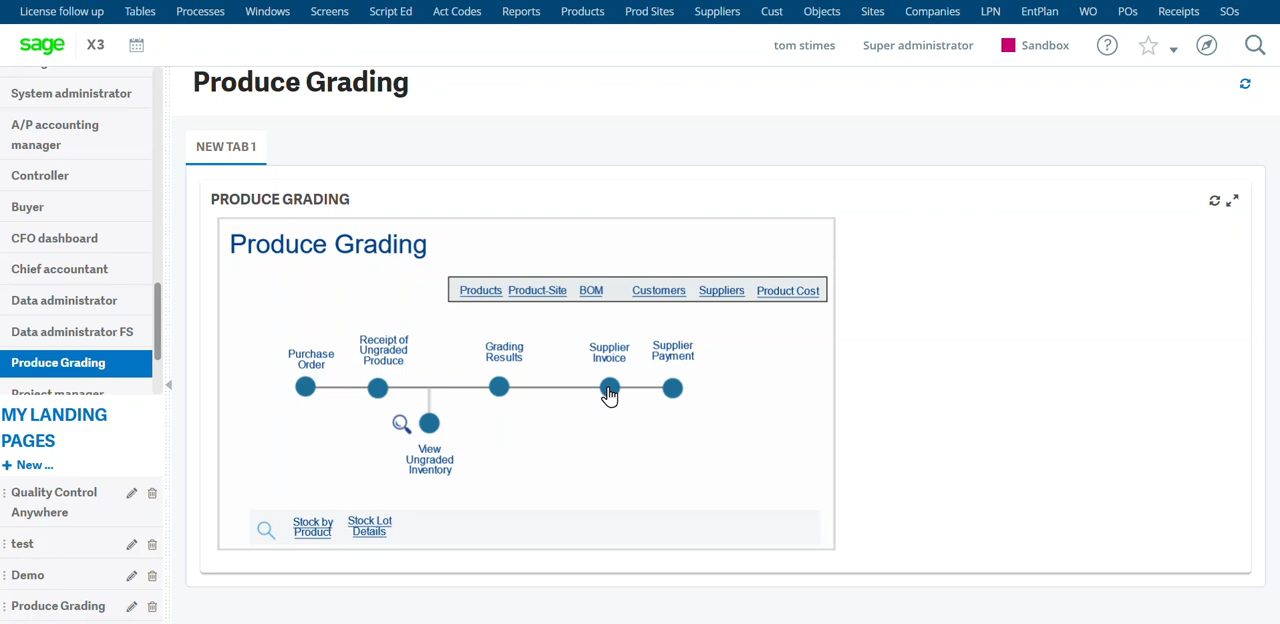 License follow up Tables Processes Windows Screens Script Ed Act Codes Reports Products Prod Sites Suppliers Cust Objects Sites Companies LPN EntPlan WO POs Receipts SOs
sage X3 tom stimes Super administrator Sandbox
System administrator
A/P accounting
manager
Controller
Buyer
CFO dashboard
Chief accountant
Data administrator
Data administrator FS
Produce Grading
Project manager
MY LANDING
PAGES
+ New ...
Quality Control
Anywhere
test
Demo
Produce Grading
Produce Grading
NEW TAB 1
PRODUCE GRADING
Produce Grading
Products Product-Site BOM Customers Suppliers Product Cost
Purchase
Order
Receipt of
Ungraded
Produce
Grading
Results
Supplier
Invoice
Supplier
Payment
View
Ungraded
Inventory
Stock by
Product
Stock Lot
Details